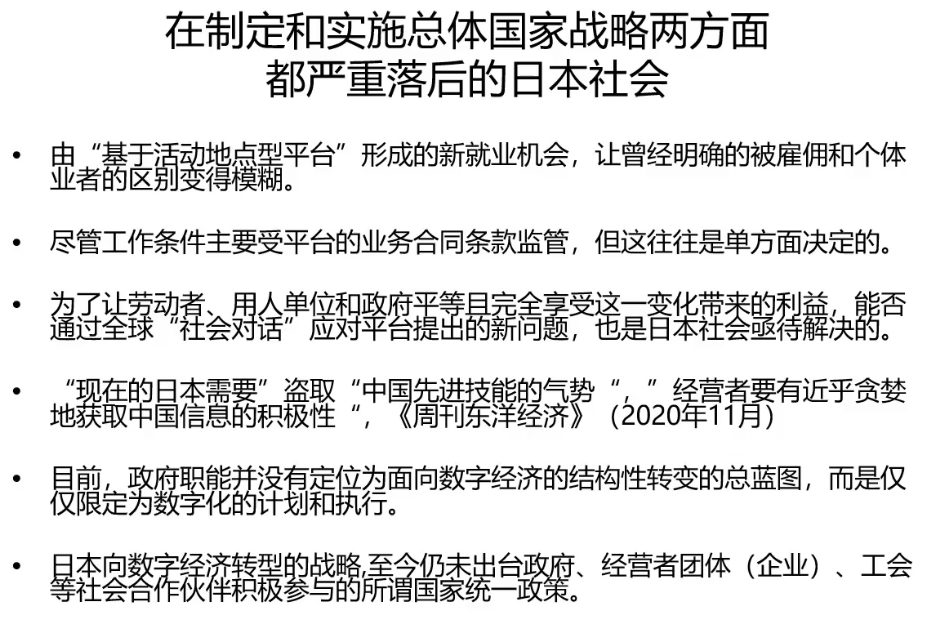 在制定和实施总体国家战略两方面
都严重落后的日本社会
• 由“基于活动地点型平台”形成的新就业机会，让曾经明确的被雇佣和个体
业者的区别变得模糊。
• 尽管工作条件主要受平台的业务合同条款监管，但这往往是单方面决定的。
• 为了让劳动者、用人单位和政府平等且完全享受这一变化带来的利益，能否
通过全球“社会对话”应对平台提出的新问题，也是日本社会亟待解决的。
• “现在的日本需要”盗取“中国先进技能的气势“，”经营者要有近乎贪婪
地获取中国信息的积极性“，《周刊东洋经济》（2020年11月）
• 目前，政府职能并没有定位为面向数字经济的结构性转变的总蓝图，而是仅
仅限定为数字化的计划和执行。
• 日本向数字经济转型的战略,至今仍未出台政府、经营者团体（企业）、工会
等社会合作伙伴积极参与的所谓国家统一政策。